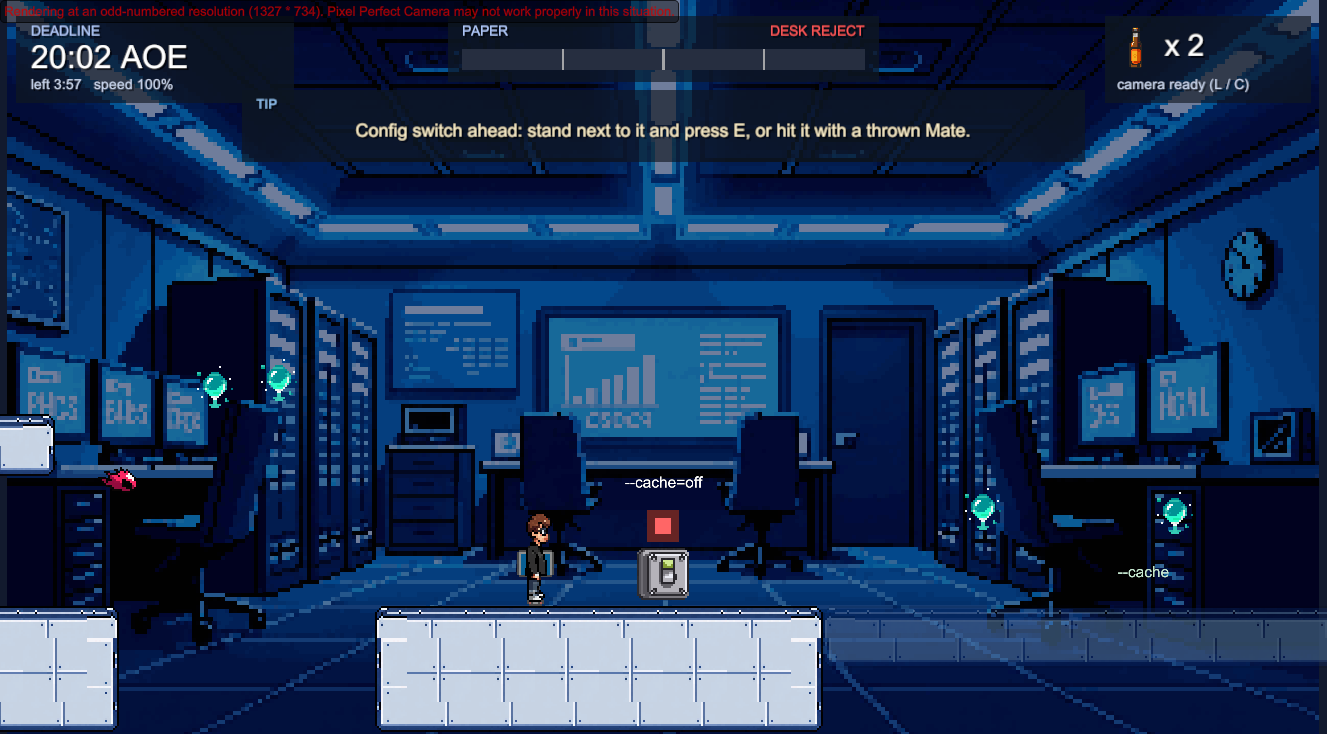 Rendering at an odd-numbered resolution (1327 * 734). Pixel Perfect Camera may not work properly in this situation.
DEADLINE
20:02 AOE
left 3:57 speed 100%
PAPER
DESK REJECT
x 2
camera ready (L / C)
TIP
Config switch ahead: stand next to it and press E, or hit it with a thrown Mate.
--cache=off
--cache